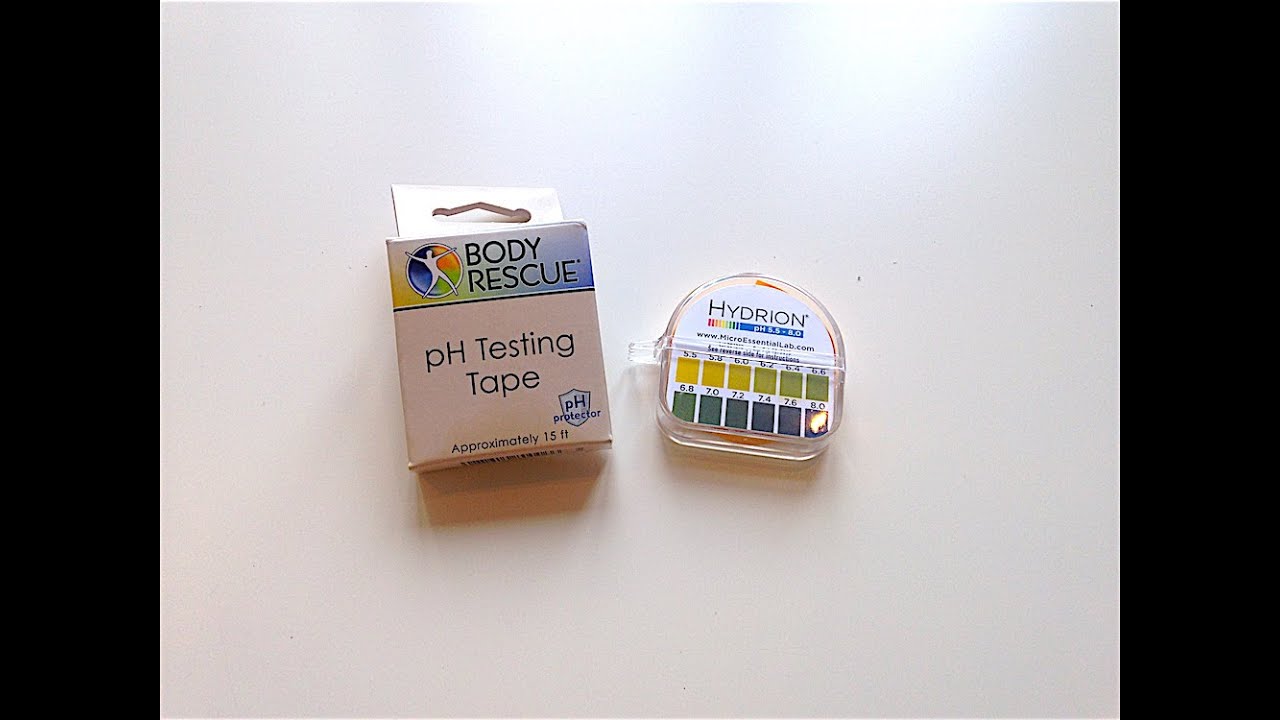 BODY
RESCUE®
pH Testing
Tape
pH
protector
Approximately 15 ft
HYDRION®
pH 5.5 - 8.0
www.MicroEssentialLab.com
See reverse side for instructions
5.5 5.8 6.0 6.2 6.4 6.6
6.8 7.0 7.2 7.4 7.6 8.0